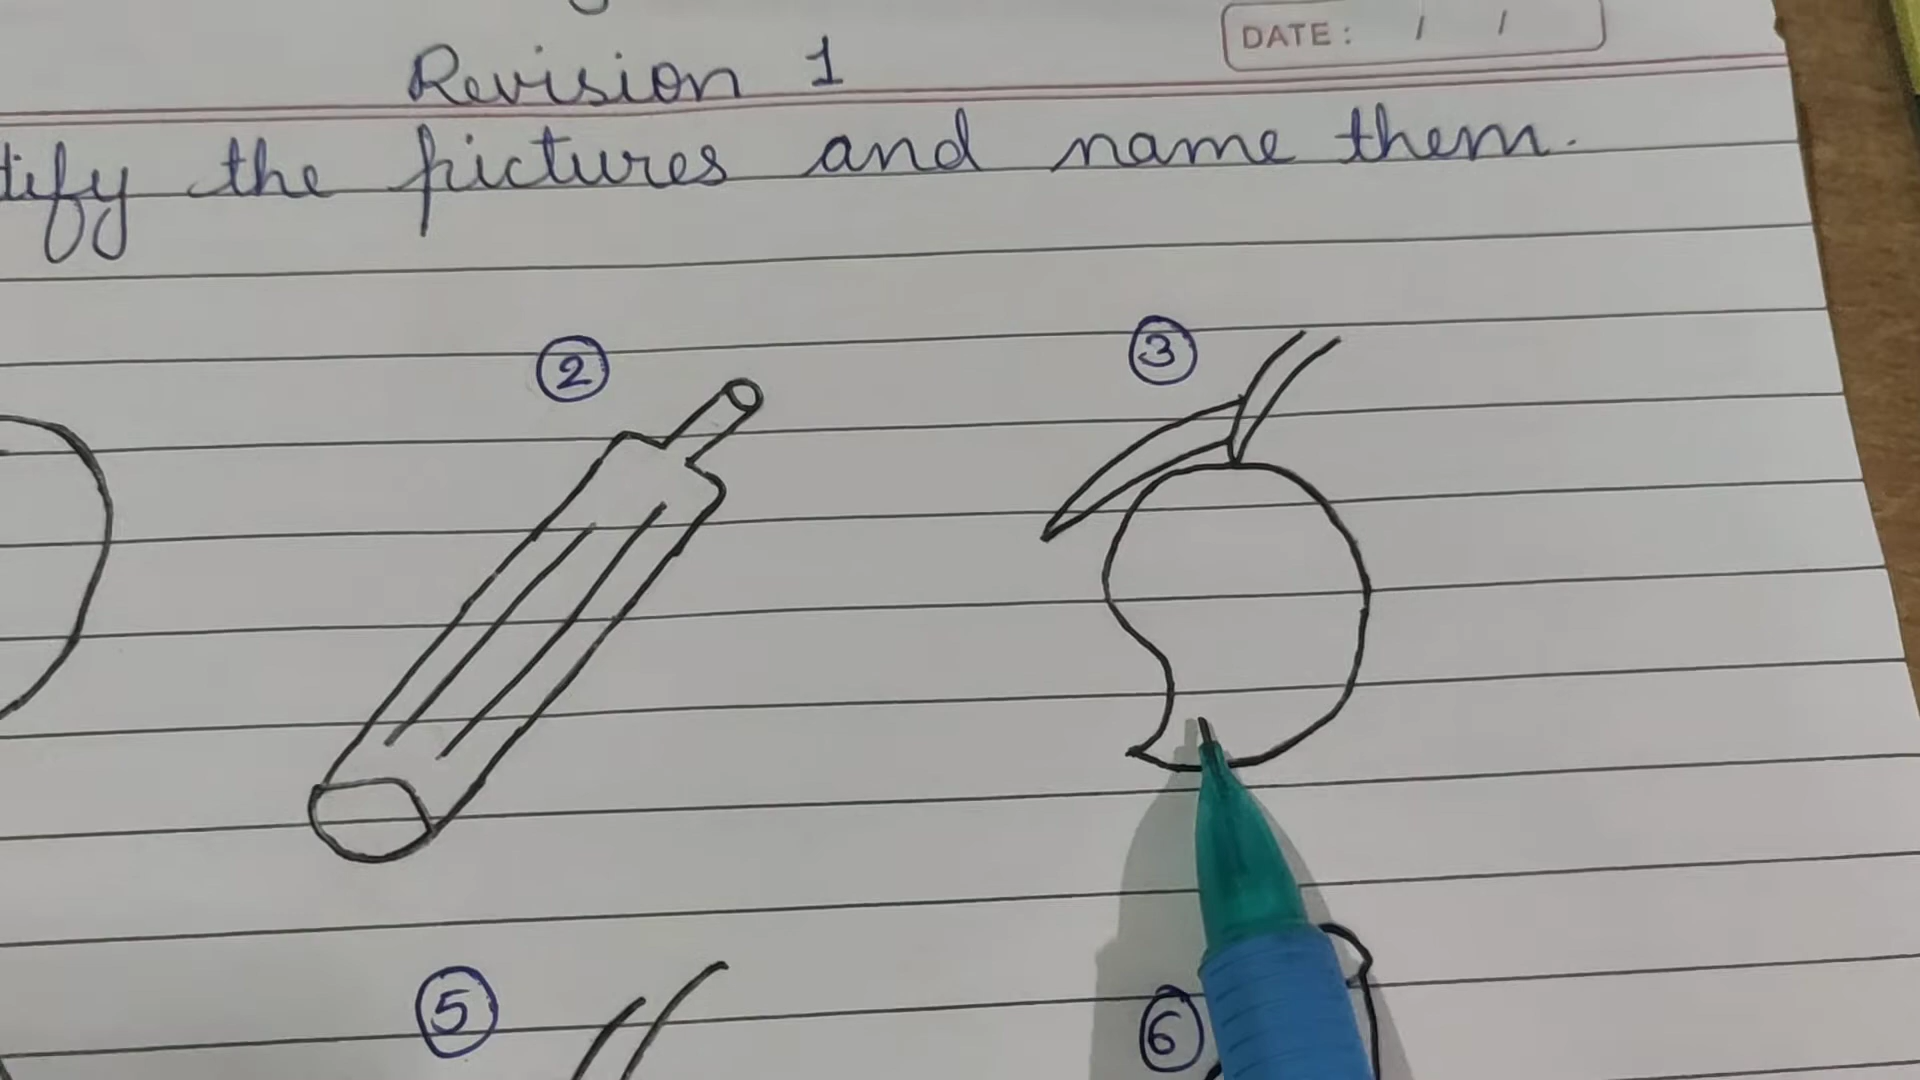 DATE: / /
Revision 1
tify the pictures and name them.
2
3
5
6